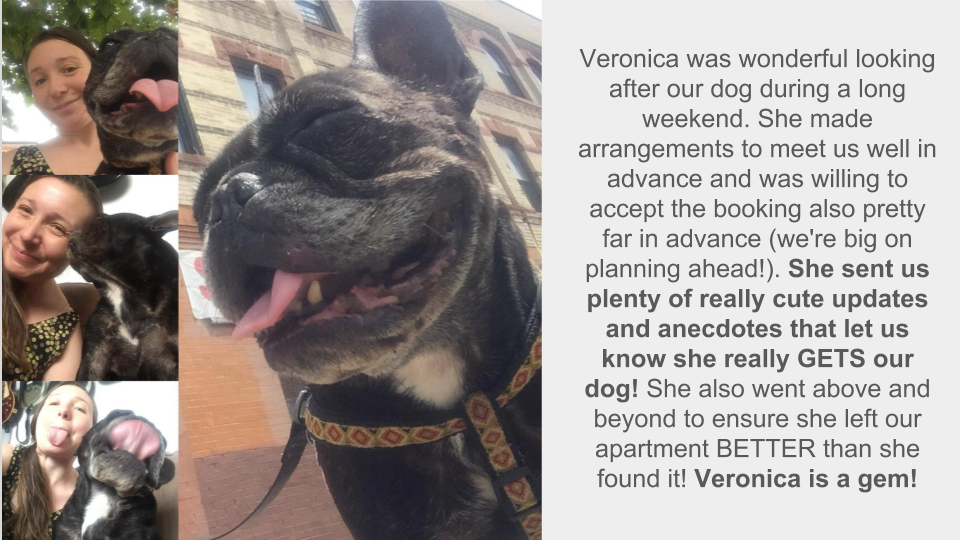 Veronica was wonderful looking
after our dog during a long
weekend. She made
arrangements to meet us well in
advance and was willing to
accept the booking also pretty
far in advance (we're big on
planning ahead!). She sent us
plenty of really cute updates
and anecdotes that let us
know she really GETS our
dog! She also went above and
beyond to ensure she left our
apartment BETTER than she
found it! Veronica is a gem!